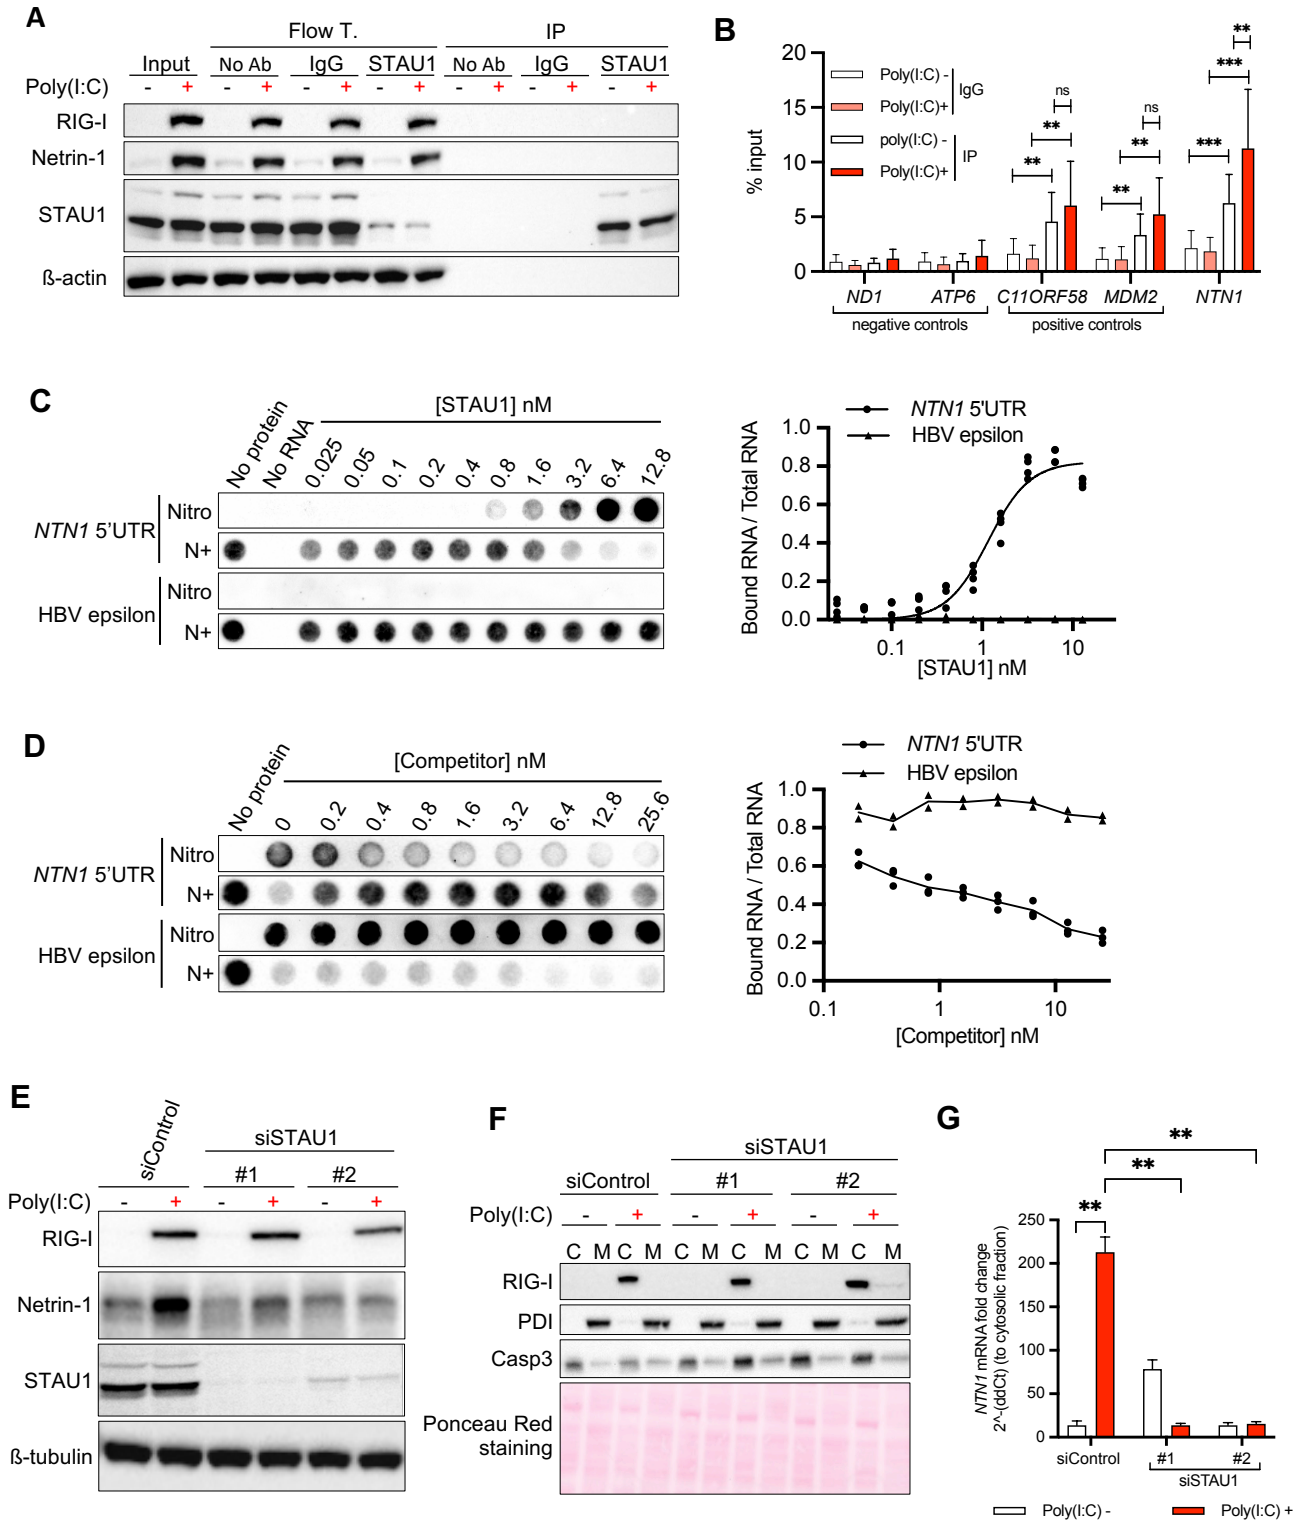 A
Flow T.
IP
Input
No Ab
IgG
STAU1
No Ab
IgG
STAU1
Poly(I:C) - + - + - + - + - + - + - +
RIG-I
Netrin-1
STAU1
ß-actin
B
% input
20
15
10
5
0
Poly(I:C) -
Poly(I:C)+
IgG
poly(I:C) -
Poly(I:C)+
IP
** ** ns
** ** ns
*** *** **
ND1 ATP6 C11ORF58 MDM2 NTN1
negative controls
positive controls
C
No protein
No RNA
[STAU1] nM
0.025 0.05 0.1 0.2 0.4 0.8 1.6 3.2 6.4 12.8
NTN1 5'UTR
Nitro
N+
HBV epsilon
Nitro
N+
NTN1 5'UTR
HBV epsilon
Bound RNA / Total RNA
1.0
0.8
0.6
0.4
0.2
0.0
0.1 1 10
[STAU1] nM
D
No protein
[Competitor] nM
0 0.2 0.4 0.8 1.6 3.2 6.4 12.8 25.6
NTN1 5'UTR
Nitro
N+
HBV epsilon
Nitro
N+
NTN1 5'UTR
HBV epsilon
Bound RNA / Total RNA
1.0
0.8
0.6
0.4
0.2
0.0
0.1 1 10
[Competitor] nM
E
siControl
siSTAU1
#1 #2
Poly(I:C) - + - + - +
RIG-I
Netrin-1
STAU1
ß-tubulin
F
siSTAU1
siControl #1 #2
Poly(I:C) - + - + - +
C M C M C M C M C M C M
RIG-I
PDI
Casp3
Ponceau Red
staining
G
**
**
**
NTN1 mRNA fold change
2^-(ddCt) (to cytosolic fraction)
250
200
150
100
50
0
siControl #1 #2
siSTAU1
Poly(I:C) -
Poly(I:C) +